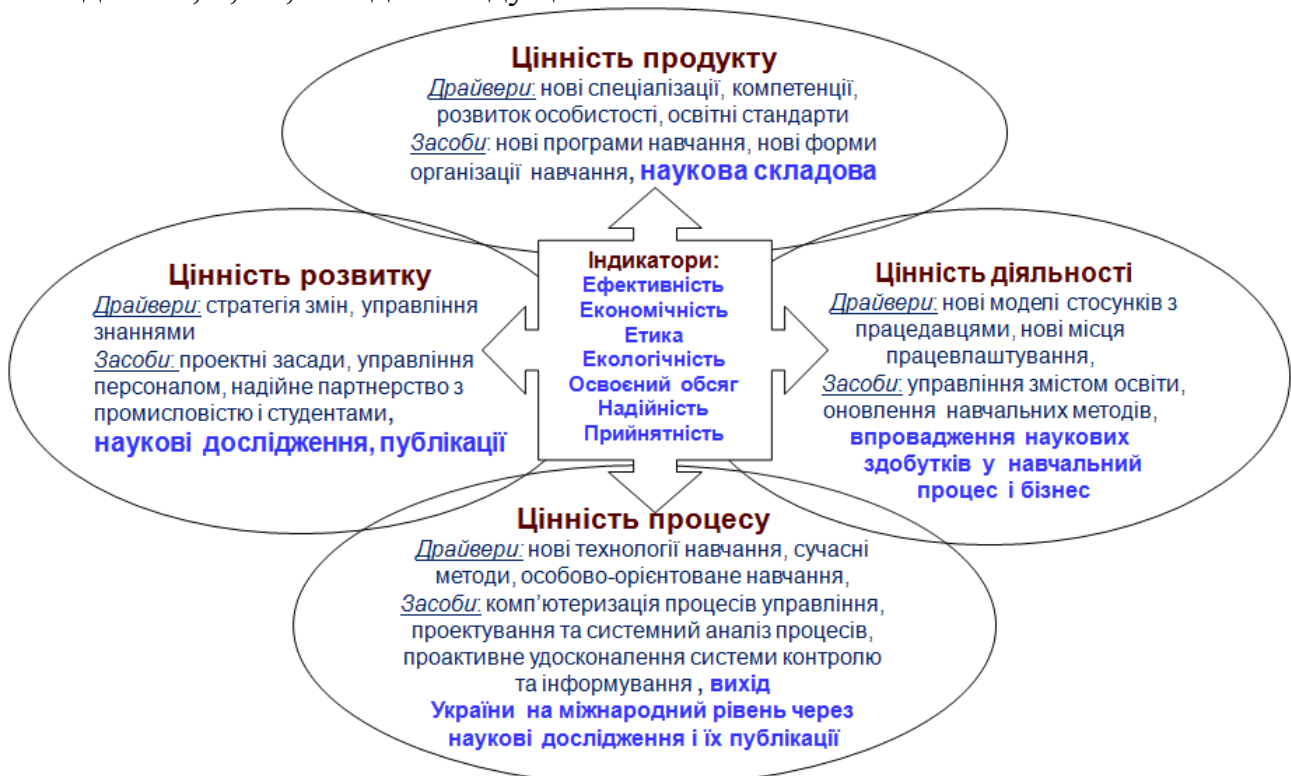 Цінність продукту
Драйвери: нові спеціалізації, компетенції,
розвиток особистості, освітні стандарти
Засоби: нові програми навчання, нові форми
організації навчання, наукова складова
Цінність розвитку
Драйвери: стратегія змін, управління
знаннями
Засоби: проектні засади, управління
персоналом, надійне партнерство з
промисловістю і студентами,
наукові дослідження, публікації
Індикатори:
Ефективність
Економічність
Етика
Екологічність
Освоєний обсяг
Надійність
Прийнятність
Цінність діяльності
Драйвери: нові моделі стосунків з
працедавцями, нові місця
працевлаштування,
Засоби: управління змістом освіти,
оновлення навчальних методів,
впровадження наукових
здобутків у навчальний
процес і бізнес
Цінність процесу
Драйвери: нові технології навчання, сучасні
методи, особово-орієнтоване навчання,
Засоби: комп’ютеризація процесів управління,
проектування та системний аналіз процесів,
проактивне удосконалення системи контролю
та інформування , вихід
України на міжнародний рівень через
наукові дослідження і їх публікації